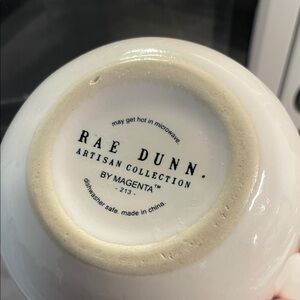 may get hot in microwave.
RAE DUNN.
ARTISAN COLLECTION
BY MAGENTA™
- 213 -
dishwasher safe. made in china.